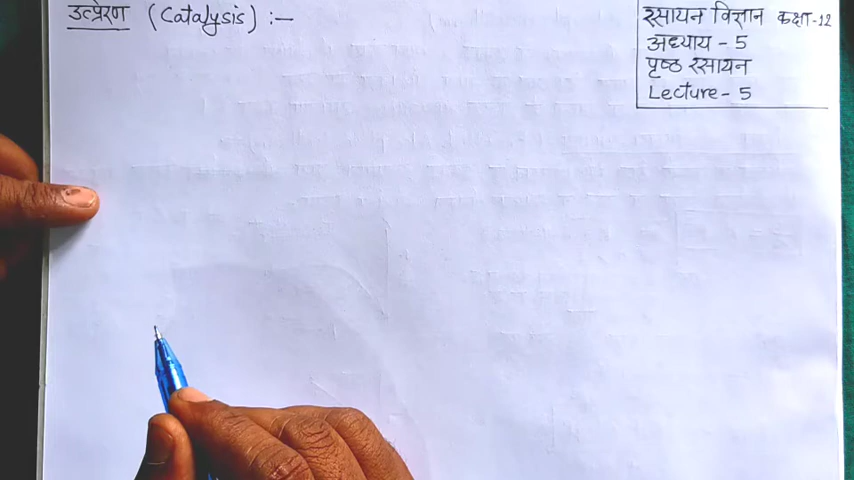 उत्प्रेरण (Catalysis) :—
रसायन विज्ञान कक्षा-12
अध्याय - 5
पृष्ठ रसायन
Lecture - 5